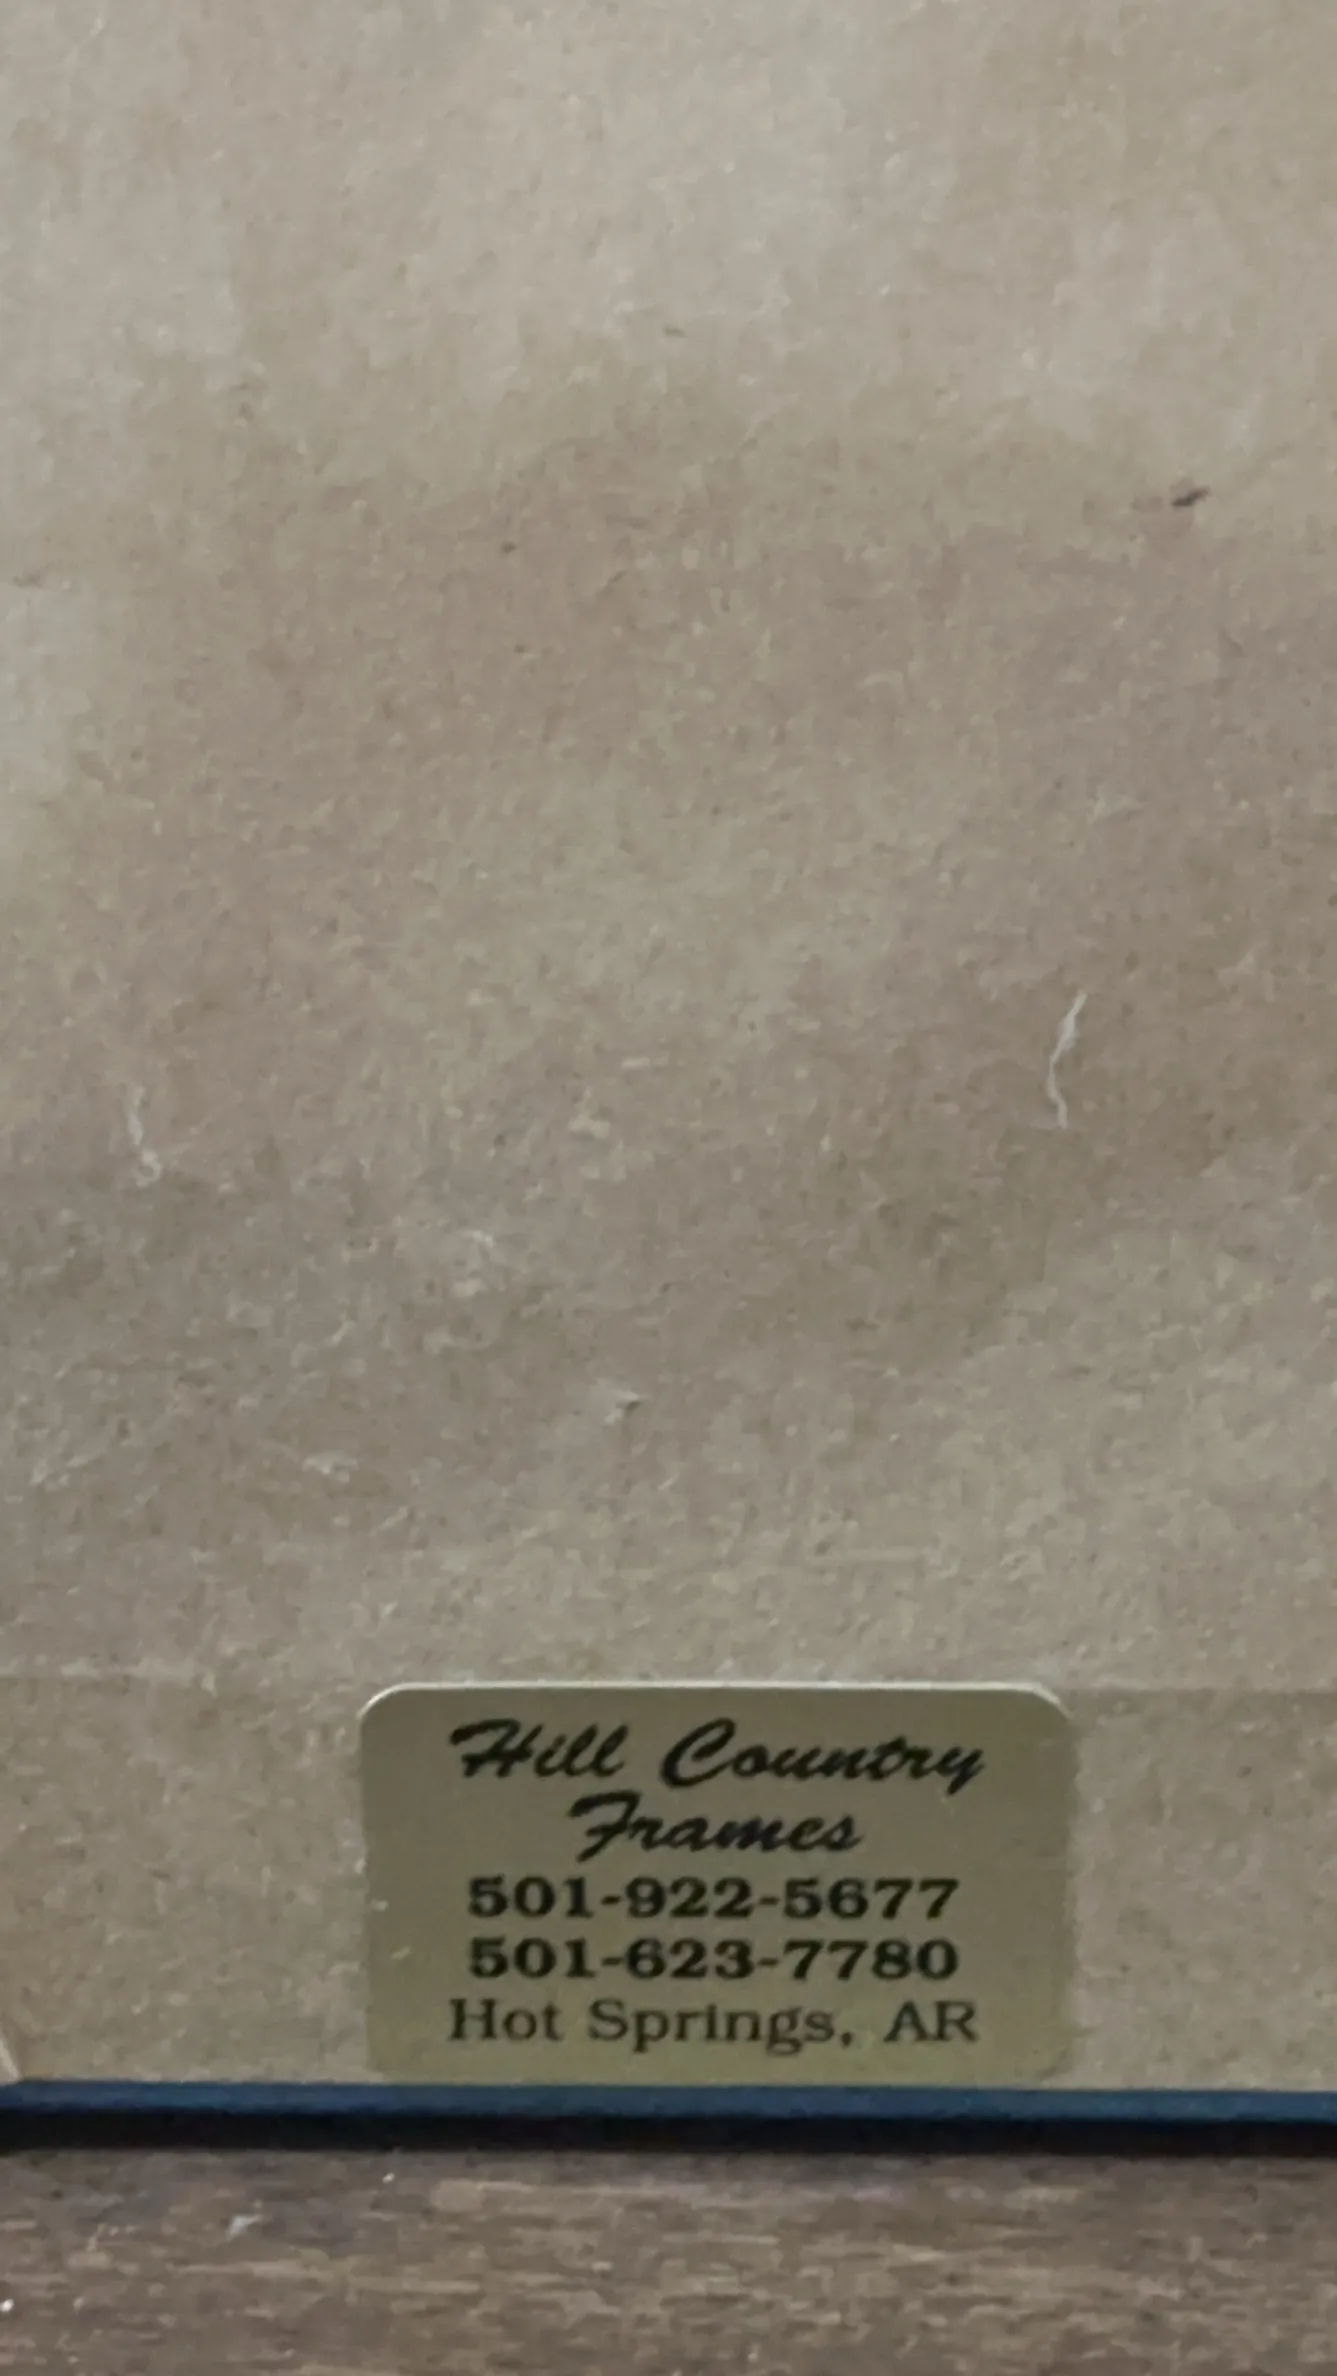 Hill Country
Frames
501-922-5677
501-623-7780
Hot Springs, AR